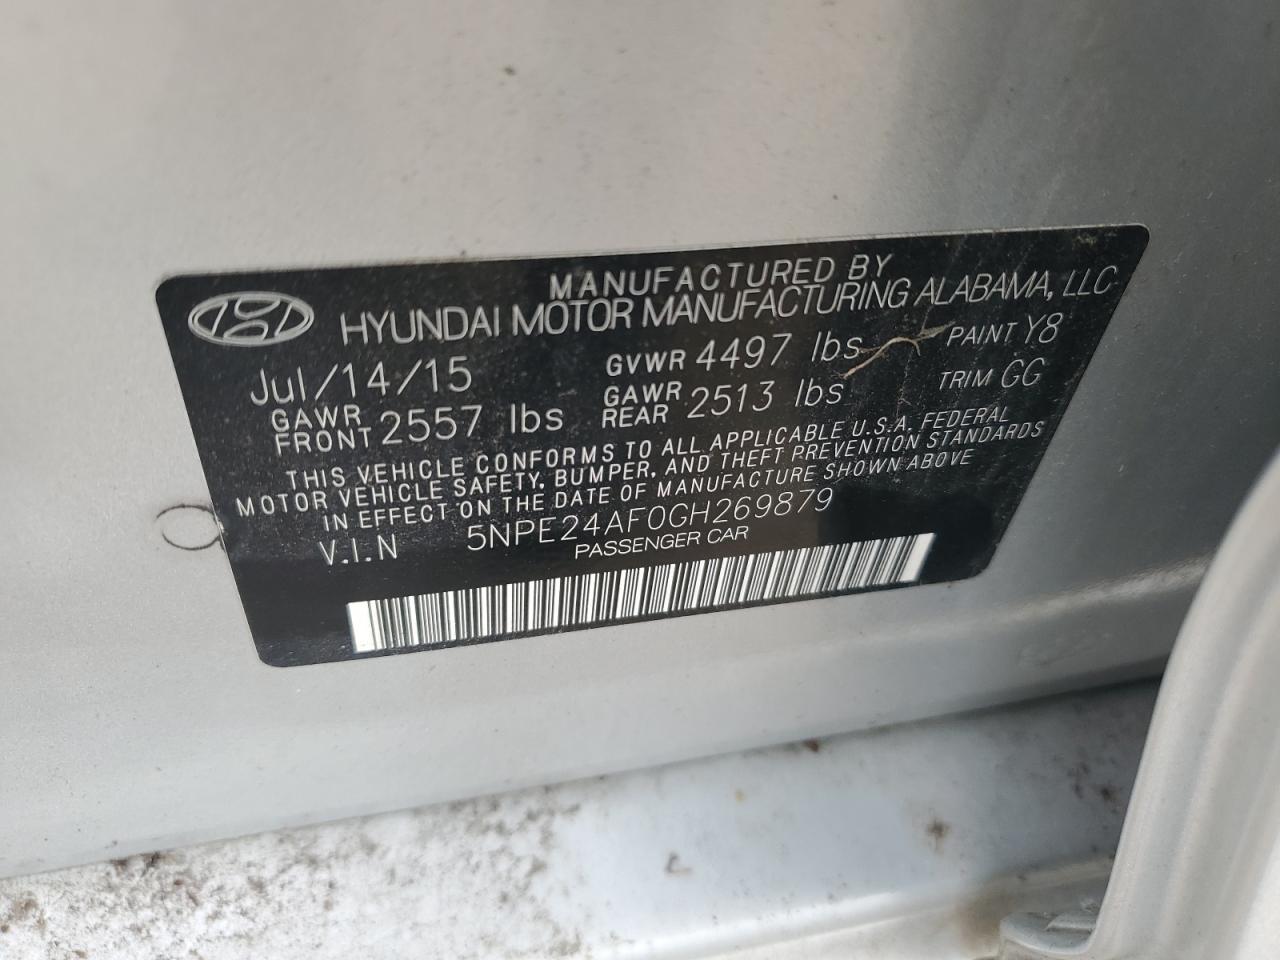 MANUFACTURED BY
HYUNDAI MOTOR MANUFACTURING ALABAMA, LLC
Jul/14/15 GVWR 4497 lbs PAINT Y8
GAWR FRONT 2557 lbs GAWR REAR 2513 lbs TRIM GG
THIS VEHICLE CONFORMS TO ALL APPLICABLE U.S.A. FEDERAL
MOTOR VEHICLE SAFETY, BUMPER, AND THEFT PREVENTION STANDARDS
IN EFFECT ON THE DATE OF MANUFACTURE SHOWN ABOVE
V.I.N 5NPE24AF0GH269879
PASSENGER CAR